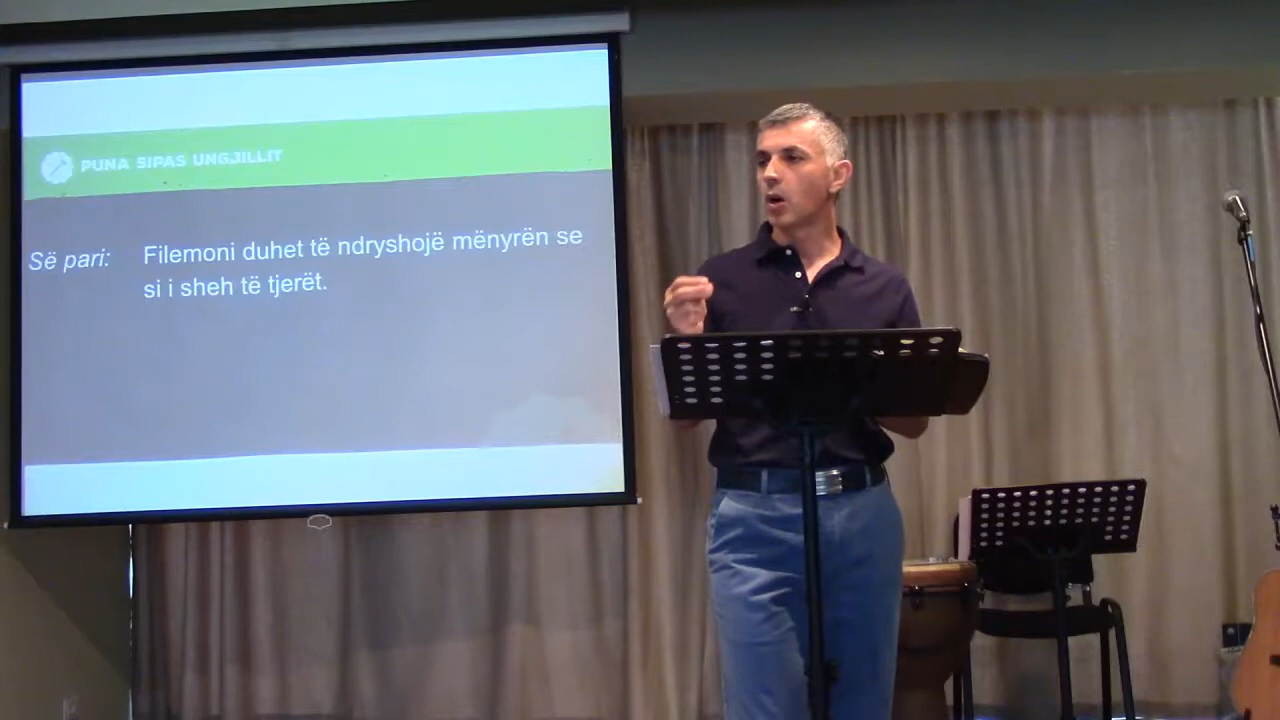 PUNA SIPAS UNGJILLIT
Së pari: Filemoni duhet të ndryshojë mënyrën se
si i sheh të tjerët.